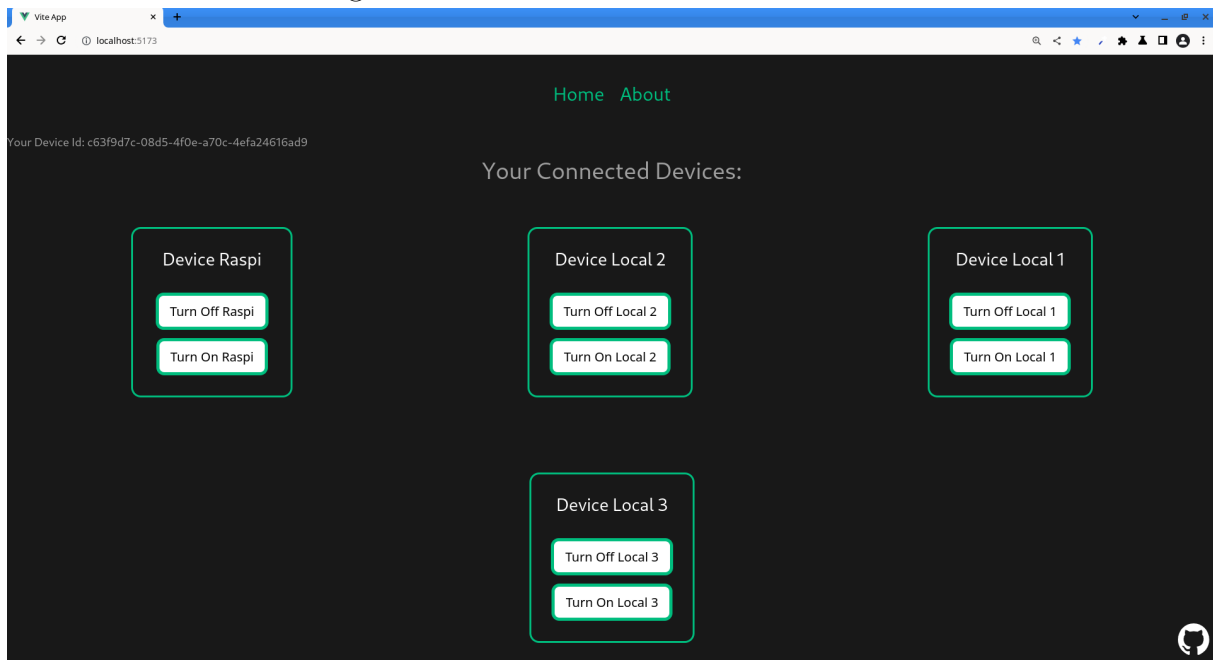 Vite App
localhost:5173
Home About
Your Device Id: c63f9d7c-08d5-4f0e-a70c-4efa24616ad9
Your Connected Devices:
Device Raspi
Turn Off Raspi
Turn On Raspi
Device Local 2
Turn Off Local 2
Turn On Local 2
Device Local 1
Turn Off Local 1
Turn On Local 1
Device Local 3
Turn Off Local 3
Turn On Local 3